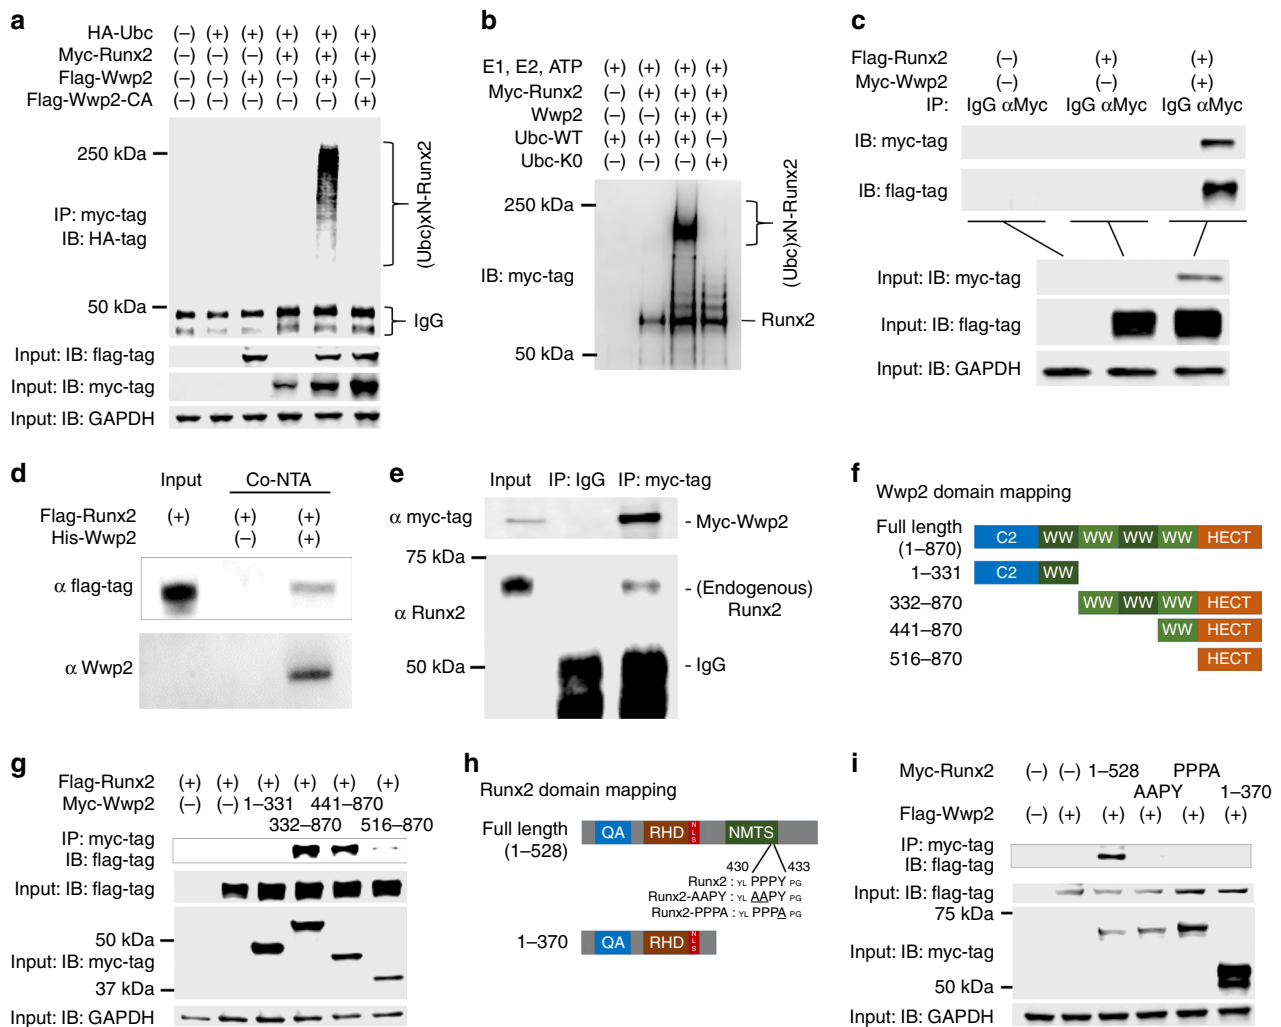 a
HA-Ubc (–) (+) (+) (+) (+) (+)
Myc-Runx2 (–) (–) (–) (+) (+) (+)
Flag-Wwp2 (–) (–) (+) (–) (+) (–)
Flag-Wwp2-CA (–) (–) (–) (–) (–) (+)
250 kDa
IP: myc-tag
IB: HA-tag
(Ubc)xN-Runx2
50 kDa
IgG
Input: IB: flag-tag
Input: IB: myc-tag
Input: IB: GAPDH
b
E1, E2, ATP (+) (+) (+) (+)
Myc-Runx2 (–) (+) (+) (+)
Wwp2 (–) (–) (+) (+)
Ubc-WT (+) (+) (+) (–)
Ubc-K0 (–) (–) (–) (+)
250 kDa
(Ubc)xN-Runx2
IB: myc-tag
Runx2
50 kDa
c
Flag-Runx2 (–) (+) (+)
Myc-Wwp2 (–) (–) (+)
IP: IgG αMyc IgG αMyc IgG αMyc
IB: myc-tag
IB: flag-tag
Input: IB: myc-tag
Input: IB: flag-tag
Input: IB: GAPDH
d
Input Co-NTA
Flag-Runx2 (+) (+) (+)
His-Wwp2 (–) (+)
α flag-tag
α Wwp2
e
Input IP: IgG IP: myc-tag
α myc-tag - Myc-Wwp2
75 kDa
- (Endogenous)
Runx2
α Runx2
50 kDa - IgG
f
Wwp2 domain mapping
Full length
(1–870)
C2 WW WW WW WW HECT
1–331 C2 WW
332–870 WW WW WW HECT
441–870 WW HECT
516–870 HECT
g
Flag-Runx2 (+) (+) (+) (+) (+) (+)
Myc-Wwp2 (–) (–) 1–331 441–870
332–870 516–870
IP: myc-tag
IB: flag-tag
Input: IB: flag-tag
50 kDa
Input: IB: myc-tag
37 kDa
Input: IB: GAPDH
h
Runx2 domain mapping
Full length
(1–528)
QA RHD NLS NMTS
430 433
Runx2 : YL PPPY PG
Runx2-AAPY : YL AAPY PG
Runx2-PPPA : YL PPPA PG
1–370 QA RHD NLS
i
Myc-Runx2 (–) (–) 1–528 PPPA
AAPY 1–370
Flag-Wwp2 (–) (+) (+) (+) (+) (+)
IP: myc-tag
IB: flag-tag
Input: IB: flag-tag
75 kDa
Input: IB: myc-tag
50 kDa
Input: IB: GAPDH